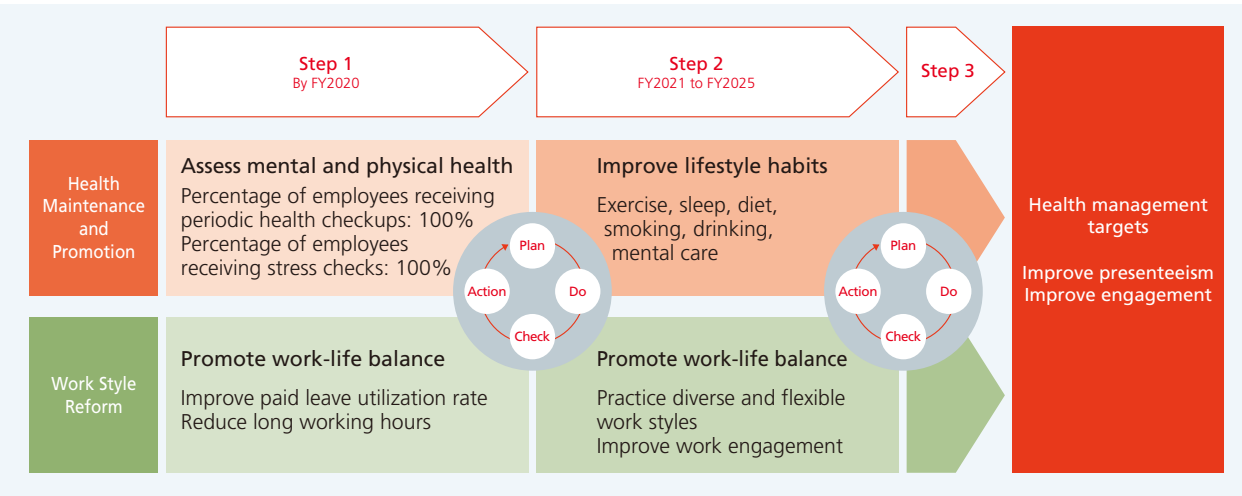 Step 1
By FY2020
Step 2
FY2021 to FY2025
Step 3
Health
Maintenance
and
Promotion
Assess mental and physical health
Percentage of employees receiving
periodic health checkups: 100%
Percentage of employees
receiving stress checks: 100%
Improve lifestyle habits
Exercise, sleep, diet,
smoking, drinking,
mental care
Plan
Do
Check
Action
Plan
Do
Check
Action
Work Style
Reform
Promote work-life balance
Improve paid leave utilization rate
Reduce long working hours
Promote work-life balance
Practice diverse and flexible
work styles
Improve work engagement
Health management
targets
Improve presenteeism
Improve engagement